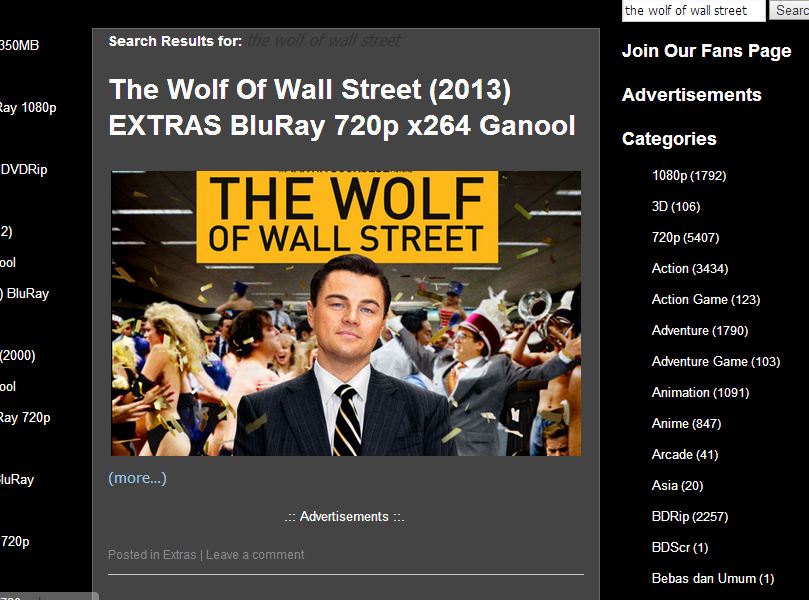 350MB
Ray 1080p
DVDRip
2)
ool
) BluRay
(2000)
ool
Ray 720p
luRay
720p
Search Results for: the wolf of wall street
The Wolf Of Wall Street (2013)
EXTRAS BluRay 720p x264 Ganool
THE WOLF
OF WALL STREET
(more...)
.:: Advertisements ::.
Posted in Extras | Leave a comment
the wolf of wall street
Searc
Join Our Fans Page
Advertisements
Categories
1080p (1792)
3D (106)
720p (5407)
Action (3434)
Action Game (123)
Adventure (1790)
Adventure Game (103)
Animation (1091)
Anime (847)
Arcade (41)
Asia (20)
BDRip (2257)
BDScr (1)
Bebas dan Umum (1)